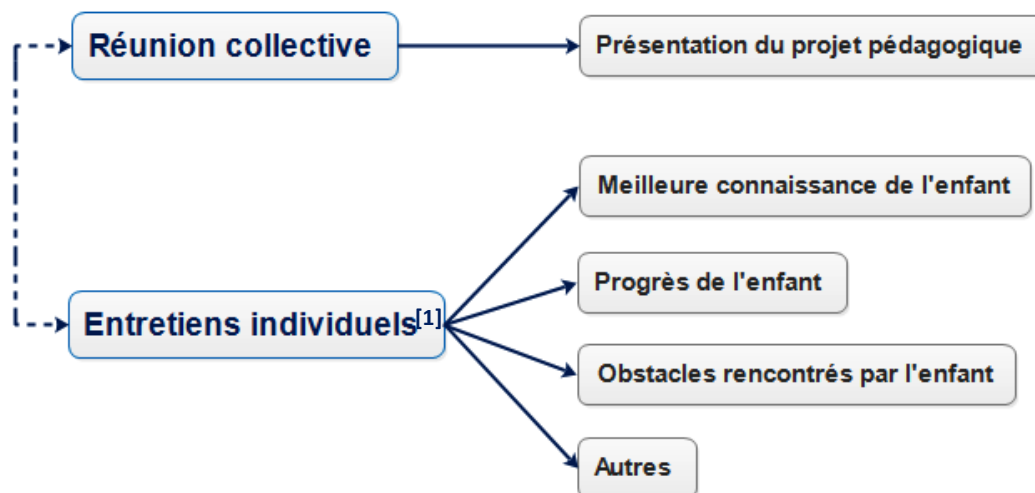 Réunion collective
Présentation du projet pédagogique
Meilleure connaissance de l'enfant
Progrès de l'enfant
Entretiens individuels[1]
Obstacles rencontrés par l'enfant
Autres